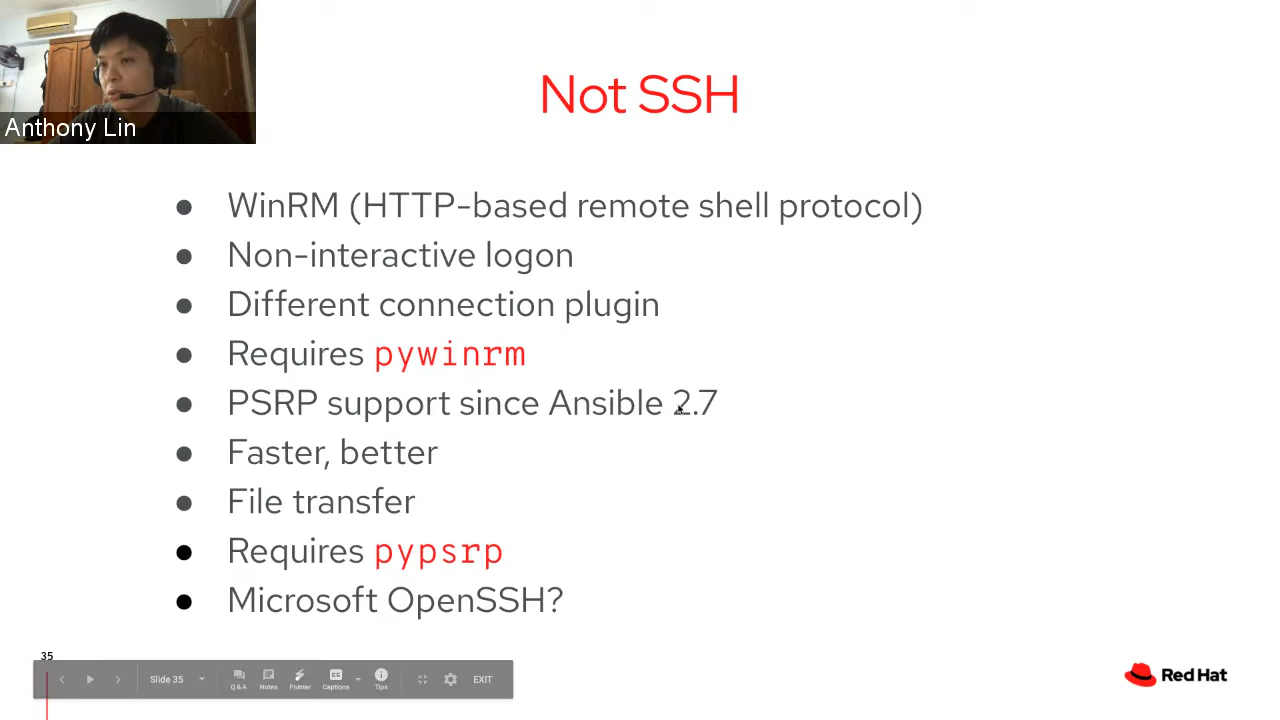 Anthony Lin
Not SSH
WinRM (HTTP-based remote shell protocol)
Non-interactive logon
Different connection plugin
Requires pywinrm
PSRP support since Ansible 2.7
Faster, better
File transfer
Requires pypsrp
Microsoft OpenSSH?
35
Slide 35
Q & A
Notes
Pointer
Captions
Tips
EXIT
Red Hat